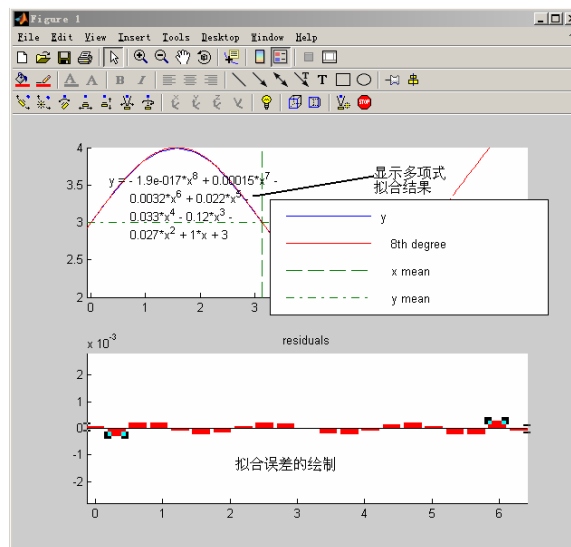 Figure 1
File Edit View Insert Tools Desktop Window Help
A A B I T T
4
3.5
3
2.5
2
y = - 1.9e-017*x^8 + 0.00015*x^7 -
0.0032*x^6 + 0.022*x^5 -
0.033*x^4 - 0.12*x^3 -
0.027*x^2 + 1*x + 3
显示多项式
拟合结果
y
8th degree
x mean
y mean
0 1 2 3
x 10^-3
residuals
2
1
0
-1
-2
拟合误差的绘制
0 1 2 3 4 5 6